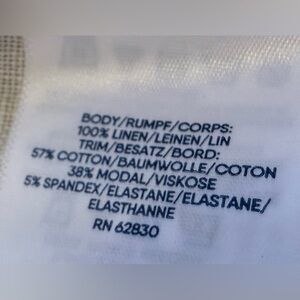 BODY/RUMPF/CORPS:
100% LINEN/LEINEN/LIN
TRIM/BESATZ/BORD:
57% COTTON/BAUMWOLLE/COTON
38% MODAL/VISKOSE
5% SPANDEX/ELASTANE/ELASTANE/
ELASTHANNE
RN 62830